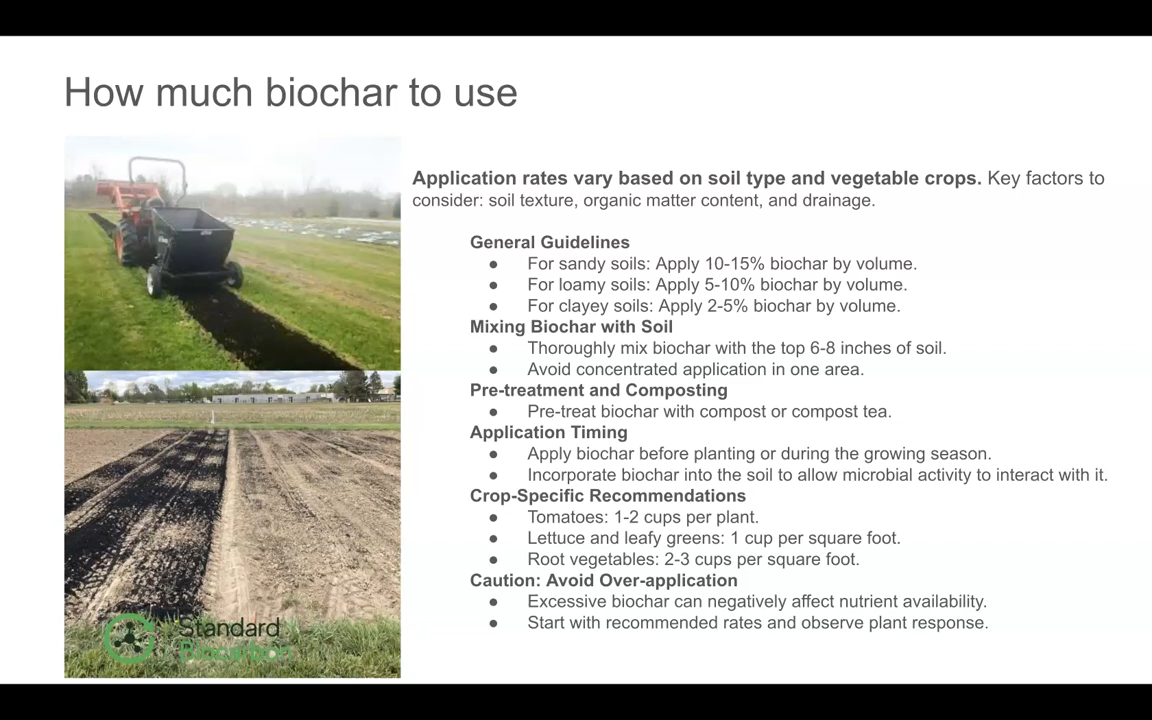 How much biochar to use
Application rates vary based on soil type and vegetable crops. Key factors to
consider: soil texture, organic matter content, and drainage.
General Guidelines
● For sandy soils: Apply 10-15% biochar by volume.
● For loamy soils: Apply 5-10% biochar by volume.
● For clayey soils: Apply 2-5% biochar by volume.
Mixing Biochar with Soil
● Thoroughly mix biochar with the top 6-8 inches of soil.
● Avoid concentrated application in one area.
Pre-treatment and Composting
● Pre-treat biochar with compost or compost tea.
Application Timing
● Apply biochar before planting or during the growing season.
● Incorporate biochar into the soil to allow microbial activity to interact with it.
Crop-Specific Recommendations
● Tomatoes: 1-2 cups per plant.
● Lettuce and leafy greens: 1 cup per square foot.
● Root vegetables: 2-3 cups per square foot.
Caution: Avoid Over-application
● Excessive biochar can negatively affect nutrient availability.
● Start with recommended rates and observe plant response.
Standard
Biocarbon